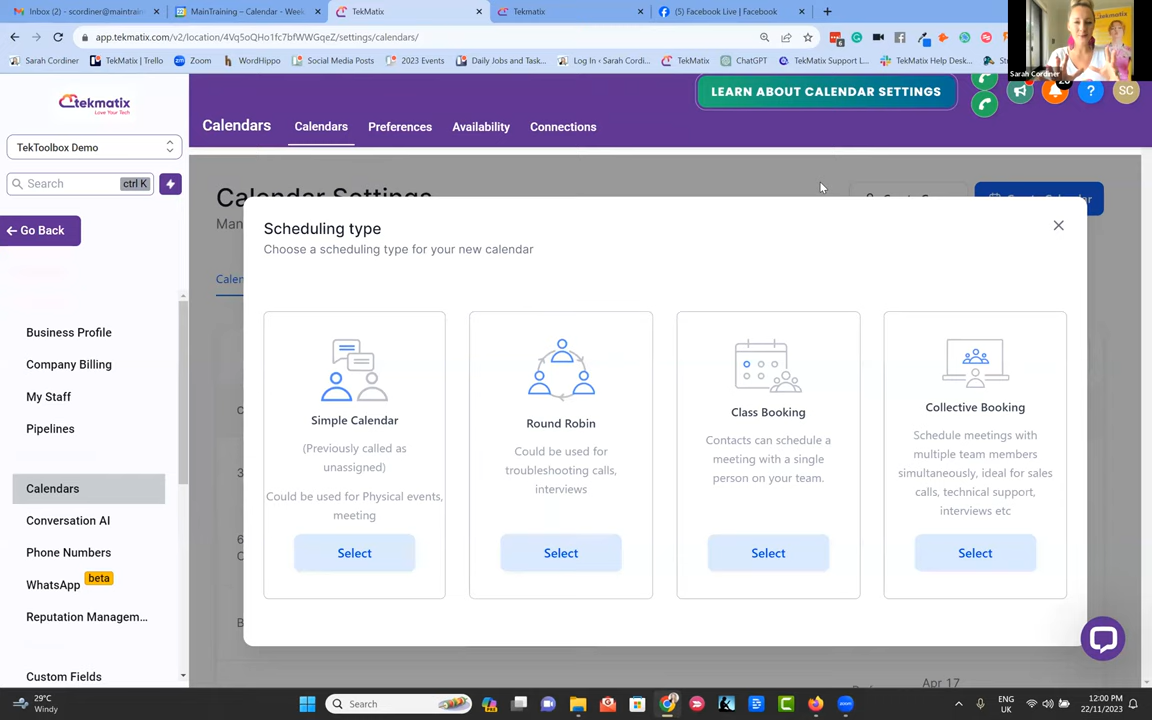 Inbox (20) - scordiner@maintrain
MainTraining – Calendar - Week
TekMatix
Tekmatix
(5) Facebook Live | Facebook
app.tekmatix.com/v2/location/4Vq5oQHo1fc7bfWWGqeZ/settings/calendars/
Sarah Cordiner
TekMatix | Trello
Zoom
WordHippo
Social Media Posts
2023 Events
Daily Jobs and Task...
Log In ‹ Sarah Cordi...
TekMatix
ChatGPT
TekMatix Support L...
TekMatix Help Desk...
Sarah Cordiner
tekmatix
Love Your Tech
LEARN ABOUT CALENDAR SETTINGS
SC
Calendars
Calendars
Preferences
Availability
Connections
TekToolbox Demo
Search
ctrl K
Go Back
Calendar Settings
Scheduling type
Choose a scheduling type for your new calendar
Business Profile
Company Billing
My Staff
Pipelines
Calendars
Conversation AI
Phone Numbers
WhatsApp beta
Reputation Managem...
Custom Fields
Simple Calendar
(Previously called as
unassigned)
Could be used for Physical events,
meeting
Select
Round Robin
Could be used for
troubleshooting calls,
interviews
Select
Class Booking
Contacts can schedule a
meeting with a single
person on your team.
Select
Collective Booking
Schedule meetings with
multiple team members
simultaneously, ideal for sales
calls, technical support,
interviews etc
Select
Apr 17
29°C
Windy
Search
ENG
UK
12:00 PM
22/11/2023